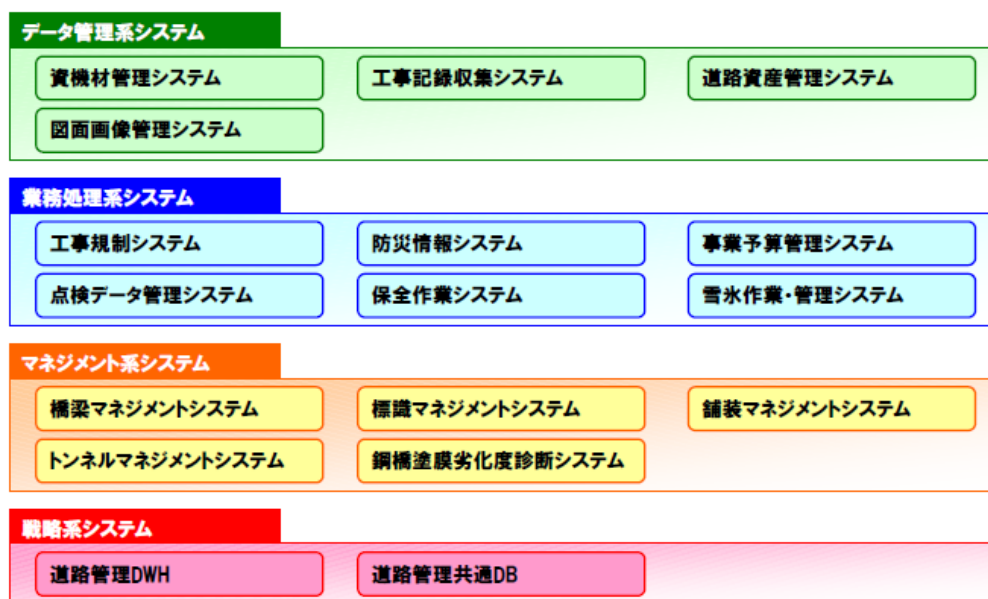 データ管理系システム
資機材管理システム
工事記録収集システム
道路資産管理システム
図面画像管理システム
業務処理系システム
工事規制システム
防災情報システム
事業予算管理システム
点検データ管理システム
保全作業システム
雪氷作業・管理システム
マネジメント系システム
橋梁マネジメントシステム
標識マネジメントシステム
舗装マネジメントシステム
トンネルマネジメントシステム
鋼橋塗膜劣化度診断システム
戦略系システム
道路管理DWH
道路管理共通DB